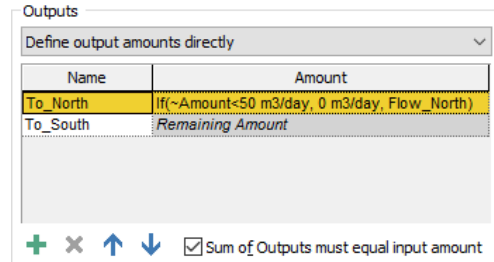 Outputs
Define output amounts directly
Name Amount
To_North If(~Amount<50 m3/day, 0 m3/day, Flow_North)
To_South Remaining Amount
Sum of Outputs must equal input amount